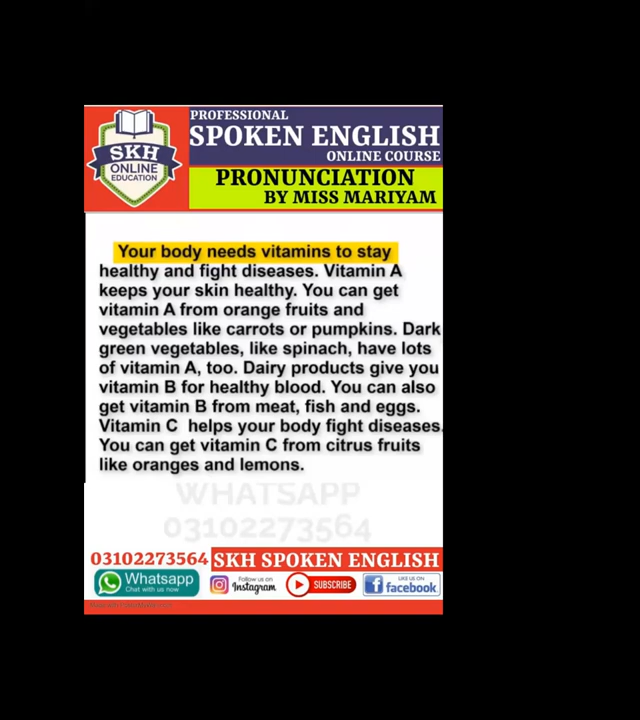 PROFESSIONAL
SPOKEN ENGLISH
ONLINE COURSE
SKH
ONLINE
EDUCATION
PRONUNCIATION
BY MISS MARIYAM
Your body needs vitamins to stay
healthy and fight diseases. Vitamin A
keeps your skin healthy. You can get
vitamin A from orange fruits and
vegetables like carrots or pumpkins. Dark
green vegetables, like spinach, have lots
of vitamin A, too. Dairy products give you
vitamin B for healthy blood. You can also
get vitamin B from meat, fish and eggs.
Vitamin C helps your body fight diseases.
You can get vitamin C from citrus fruits
like oranges and lemons.
WHATSAPP
03102273564
03102273564 SKH SPOKEN ENGLISH
Whatsapp
Chat with us now
Follow us on
Instagram
SUBSCRIBE
LIKE US ON
facebook